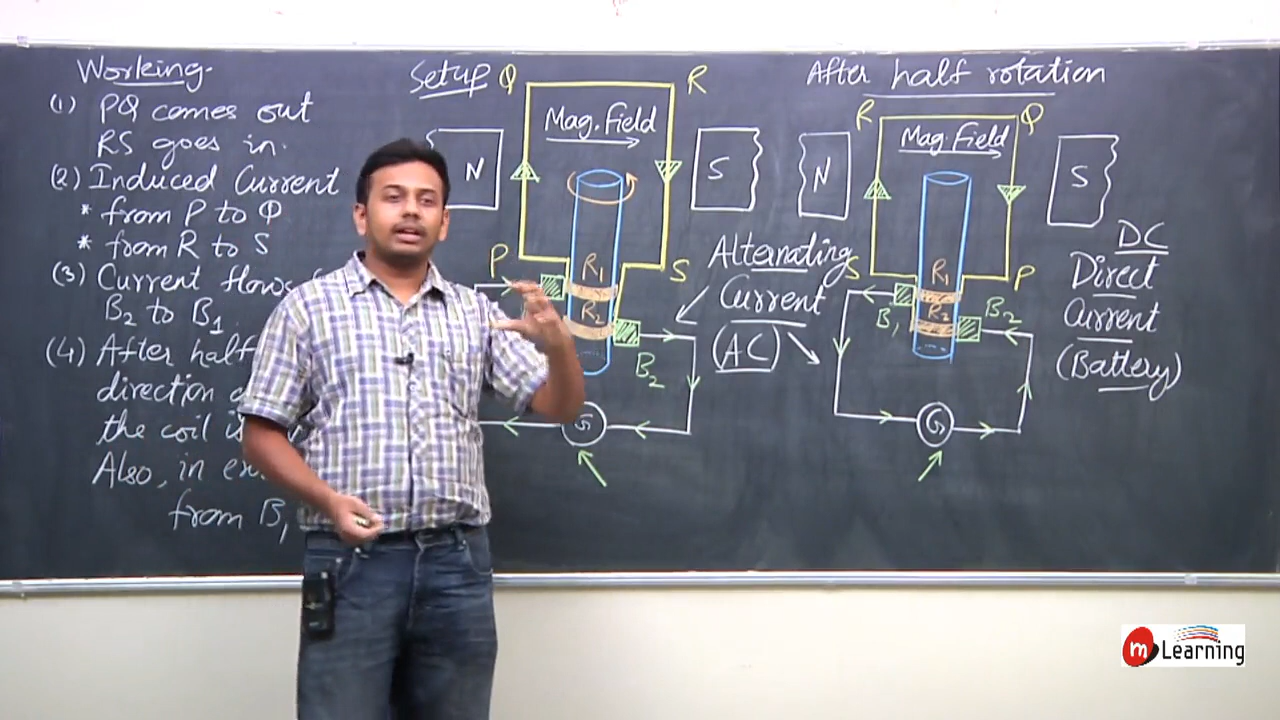 Working.
(1) PQ comes out
RS goes in.
(2) Induced Current
* from P to Q
* from R to S
(3) Current flows
B2 to B1
(4) After half
direction
the coil
Also, in
from B1
Setup
Q
R
Mag. Field
N
S
P
S
R1
R2
B2
G
Alternating
Current
(AC)
After half rotation
R
Q
Mag. Field
N
S
S
P
R1
R2
B1
B2
G
DC
Direct
Current
(Battery)
m Learning